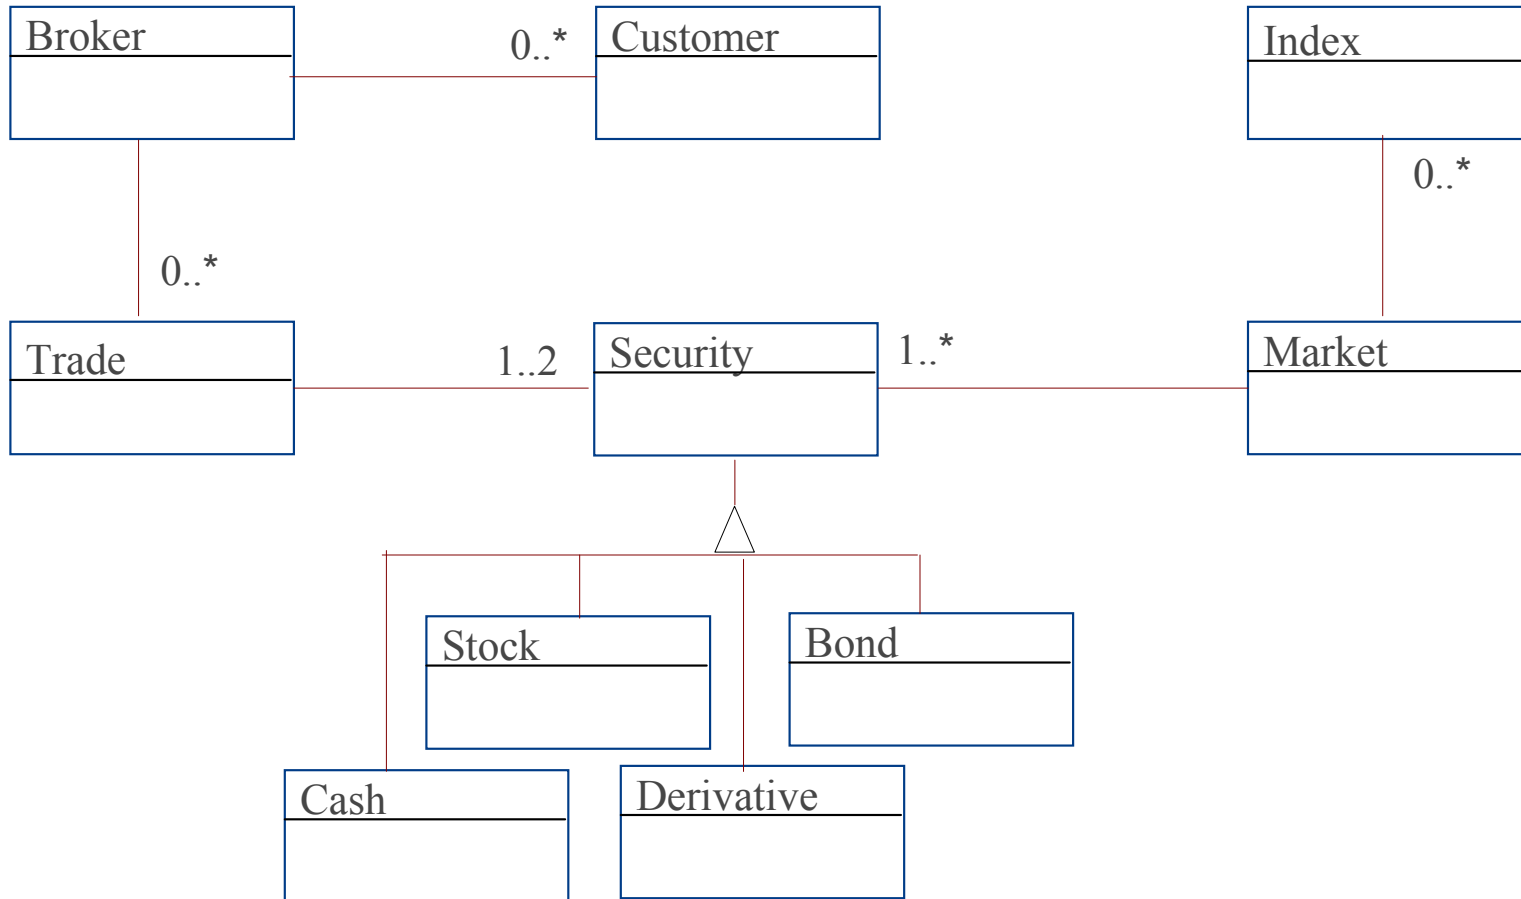 Broker
0..*
Customer
Index
0..*
0..*
Trade
1..2
Security
1..*
Market
Stock
Bond
Cash
Derivative